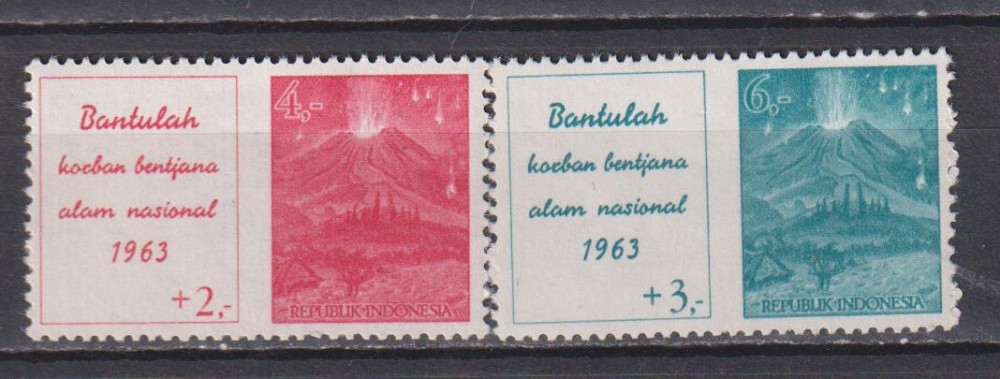 Bantulah
korban bentjana
alam nasional
1963
+2,-
4,-
REPUBLIK INDONESIA
Bantulah
korban bentjana
alam nasional
1963
+3,-
6,-
REPUBLIK INDONESIA